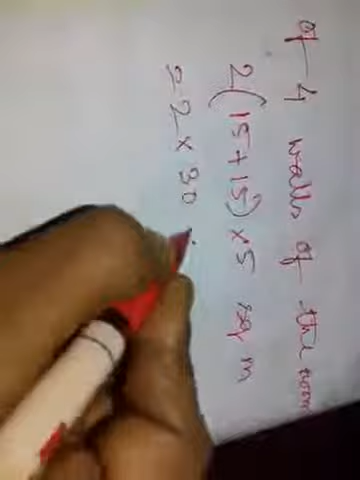 of 4 walls of the room
2(15+15)×5 sq m
=2×30